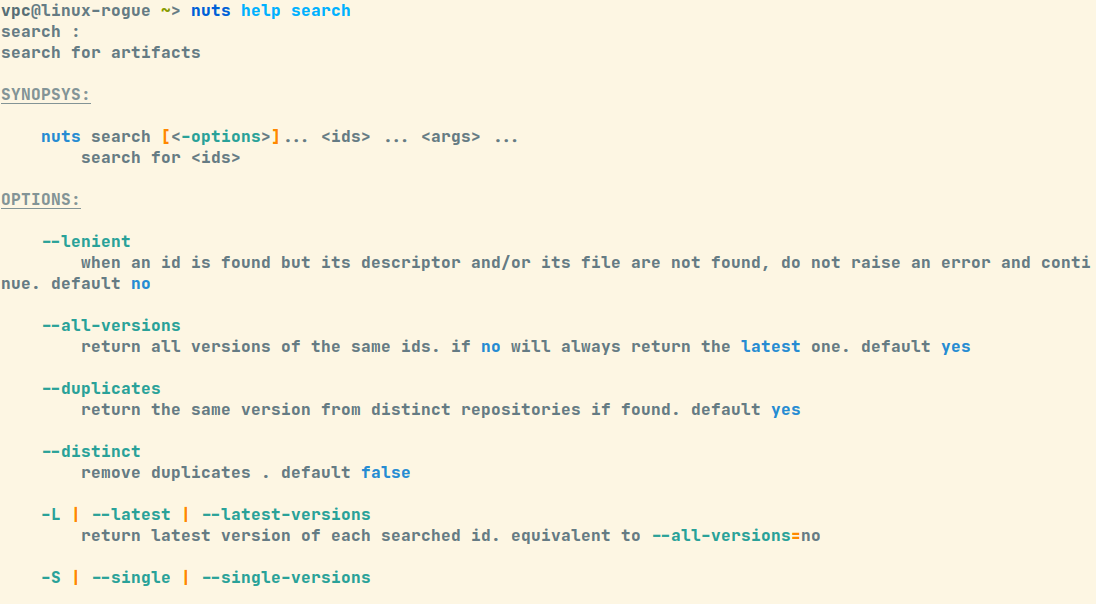 vpc@linux-rogue ~> nuts help search
search :
search for artifacts
SYNOPSYS:
nuts search [<-options>]... <ids> ... <args> ...
search for <ids>
OPTIONS:
--lenient
when an id is found but its descriptor and/or its file are not found, do not raise an error and conti
nue. default no
--all-versions
return all versions of the same ids. if no will always return the latest one. default yes
--duplicates
return the same version from distinct repositories if found. default yes
--distinct
remove duplicates . default false
-L | --latest | --latest-versions
return latest version of each searched id. equivalent to --all-versions=no
-S | --single | --single-versions